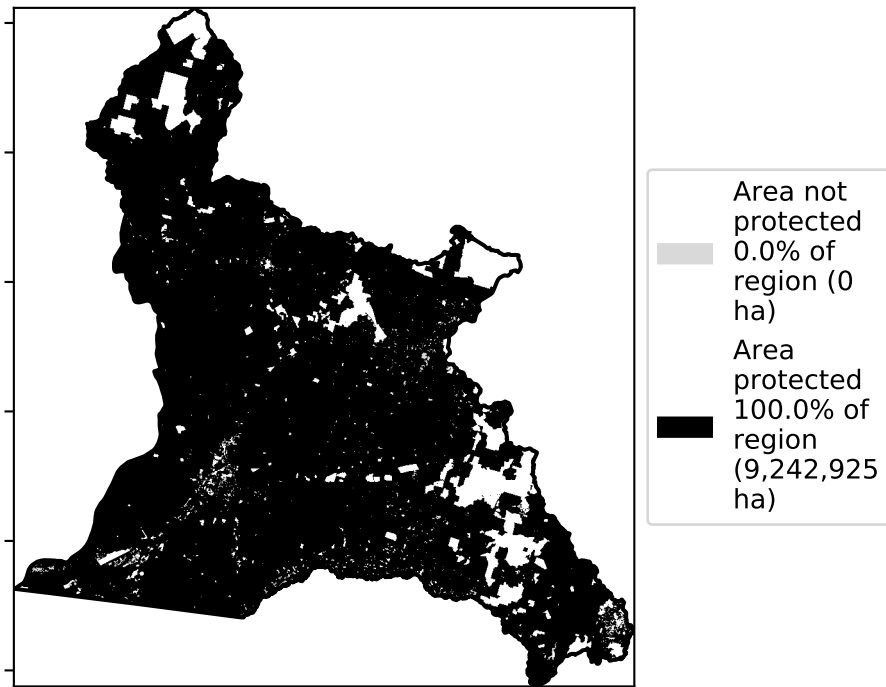 Area not
protected
0.0% of
region (0
ha)
Area
protected
100.0% of
region
(9,242,925
ha)